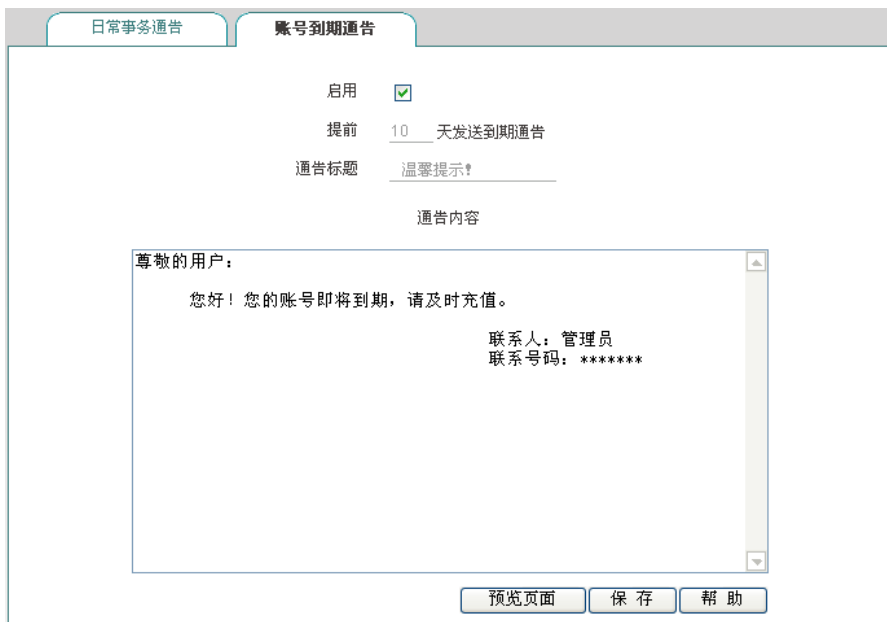 日常事务通告 账号到期通告
启用
提前 10 天发送到期通告
通告标题 温馨提示!
通告内容
尊敬的用户:
您好!您的账号即将到期,请及时充值。
联系人:管理员
联系号码:*******
预览页面 保 存 帮 助